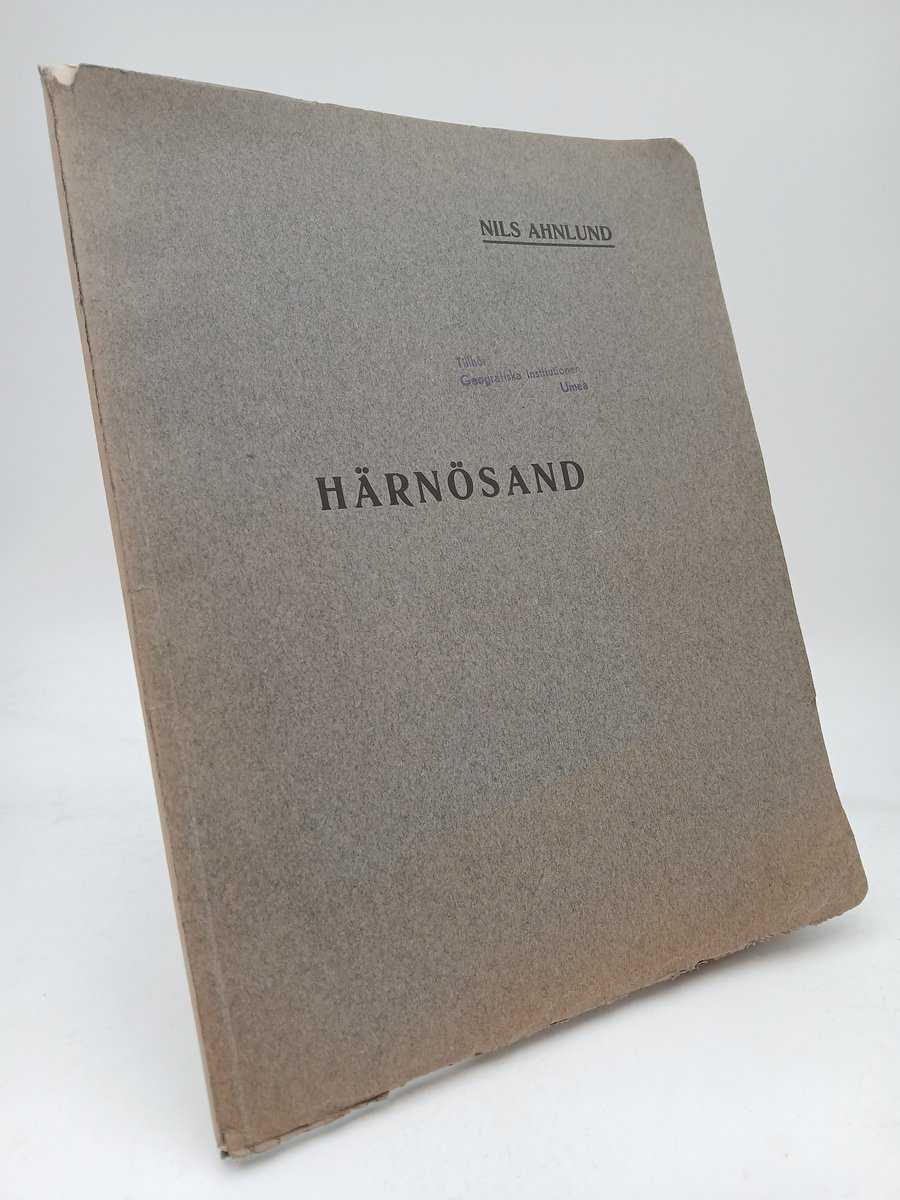 NILS AHNLUND
Tillhör
Geografiska Institutionen
Umeå
HÄRNÖSAND